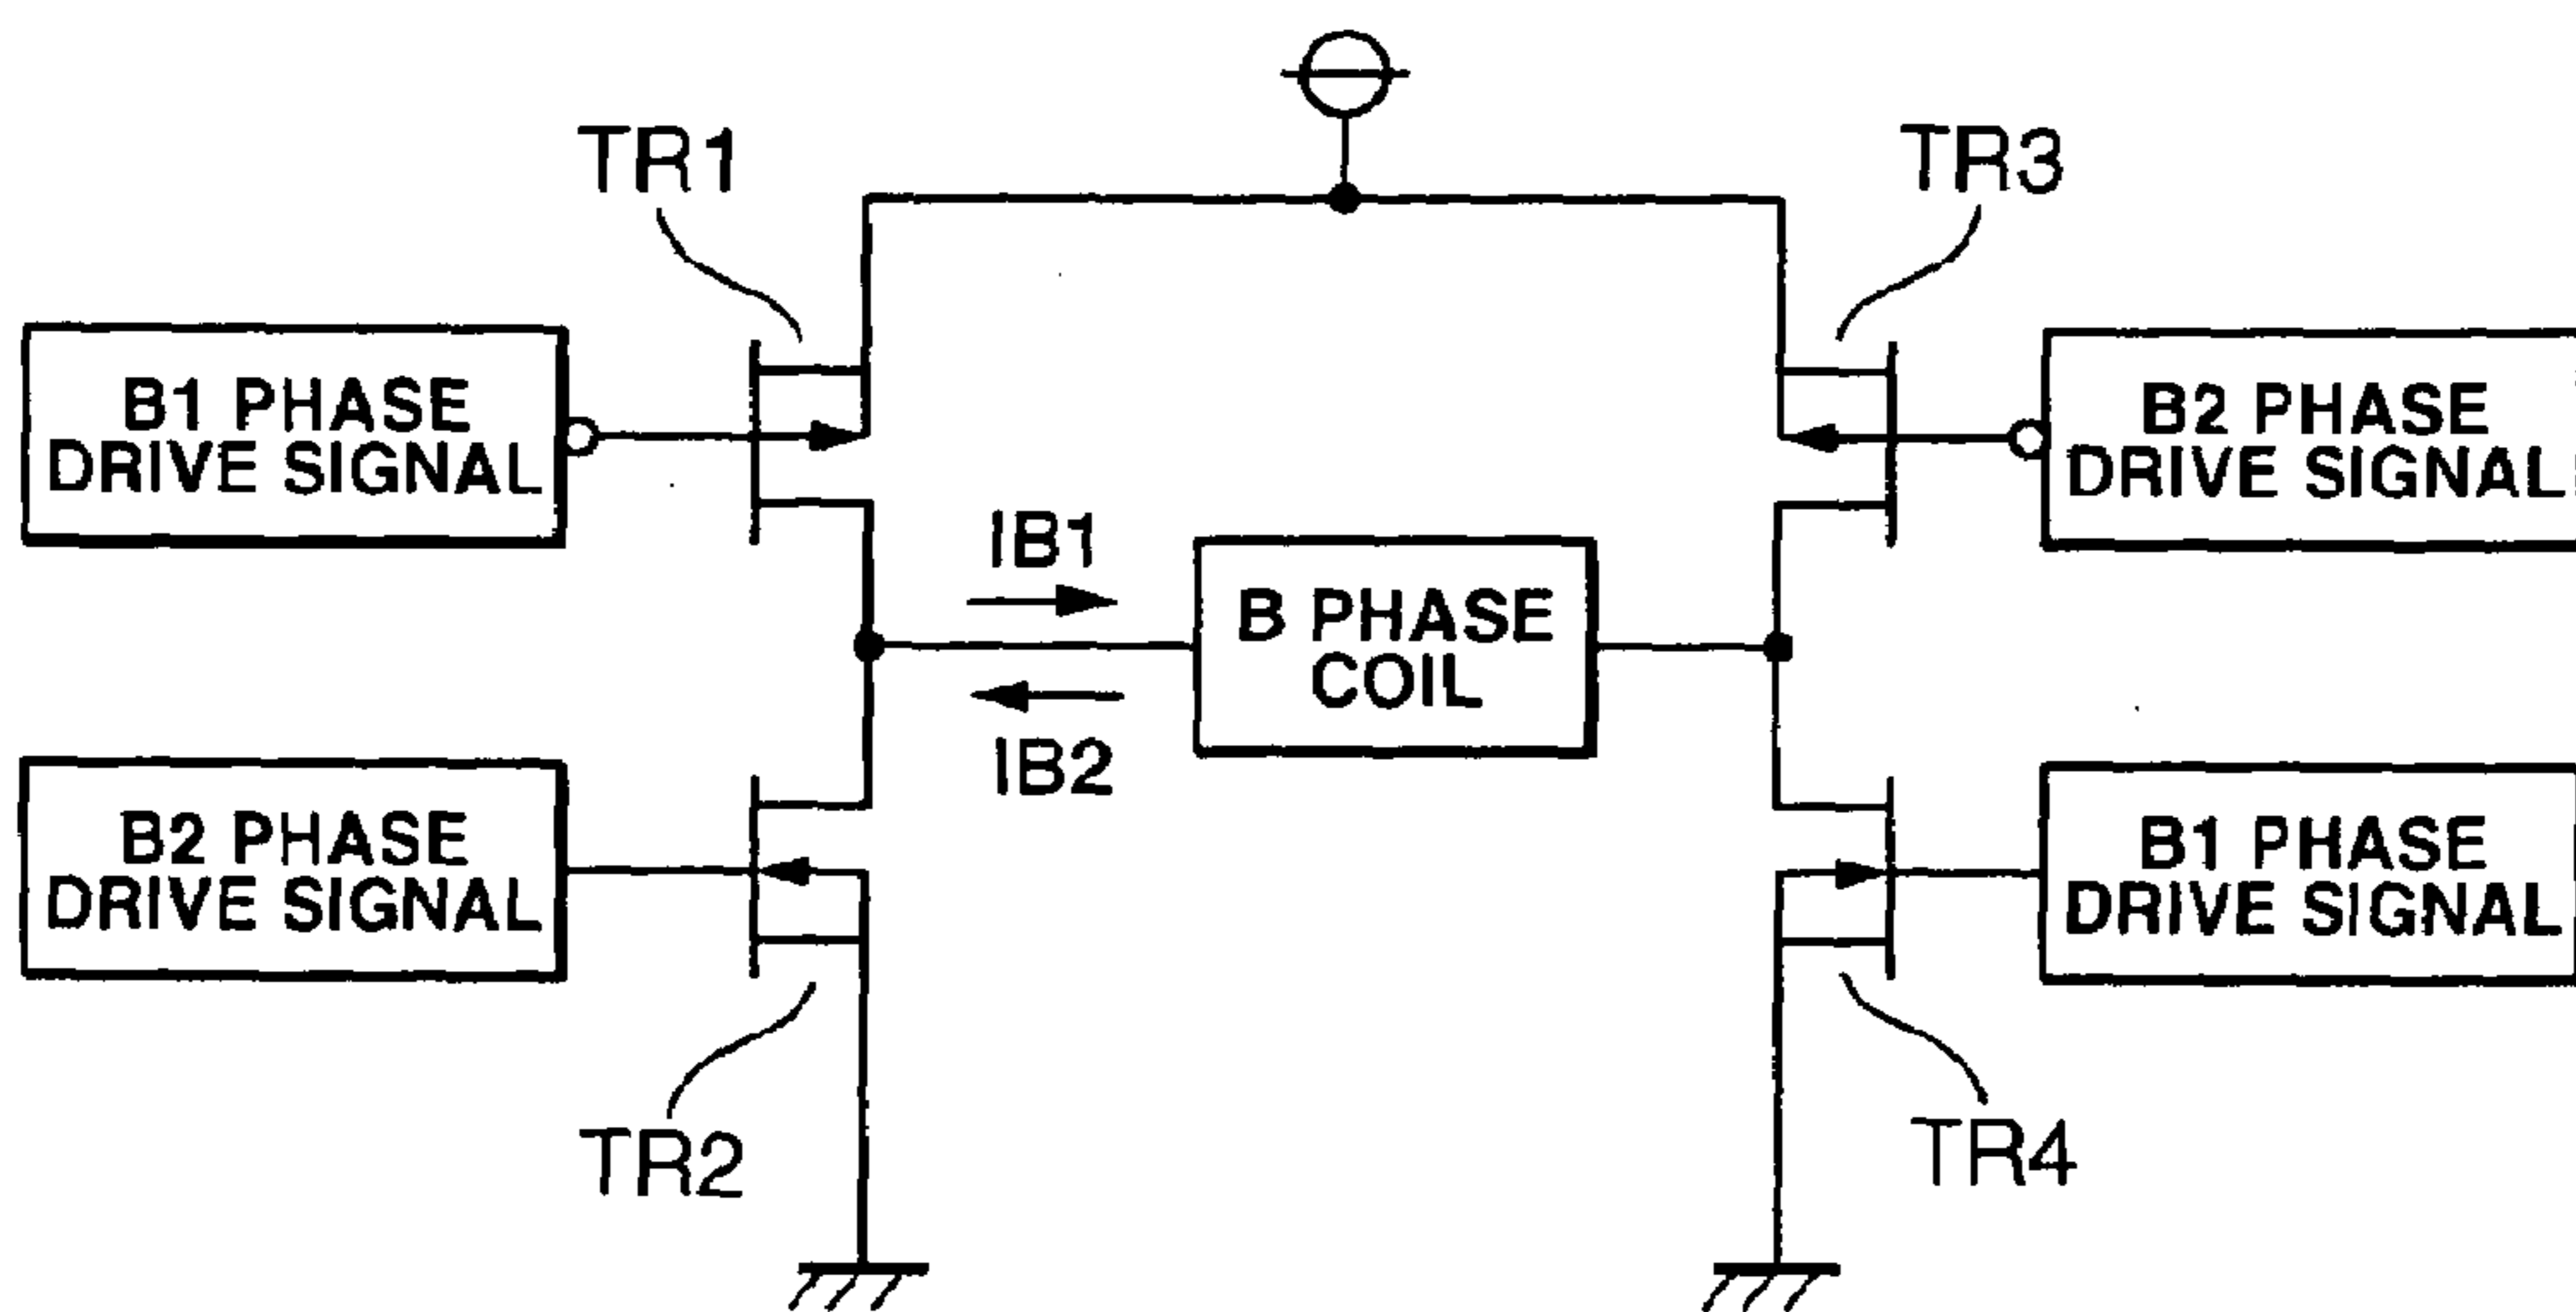 TR1
TR3
B1 PHASE
DRIVE SIGNAL
B2 PHASE
DRIVE SIGNAL
IB1
B PHASE
COIL
IB2
B2 PHASE
DRIVE SIGNAL
B1 PHASE
DRIVE SIGNAL
TR2
TR4